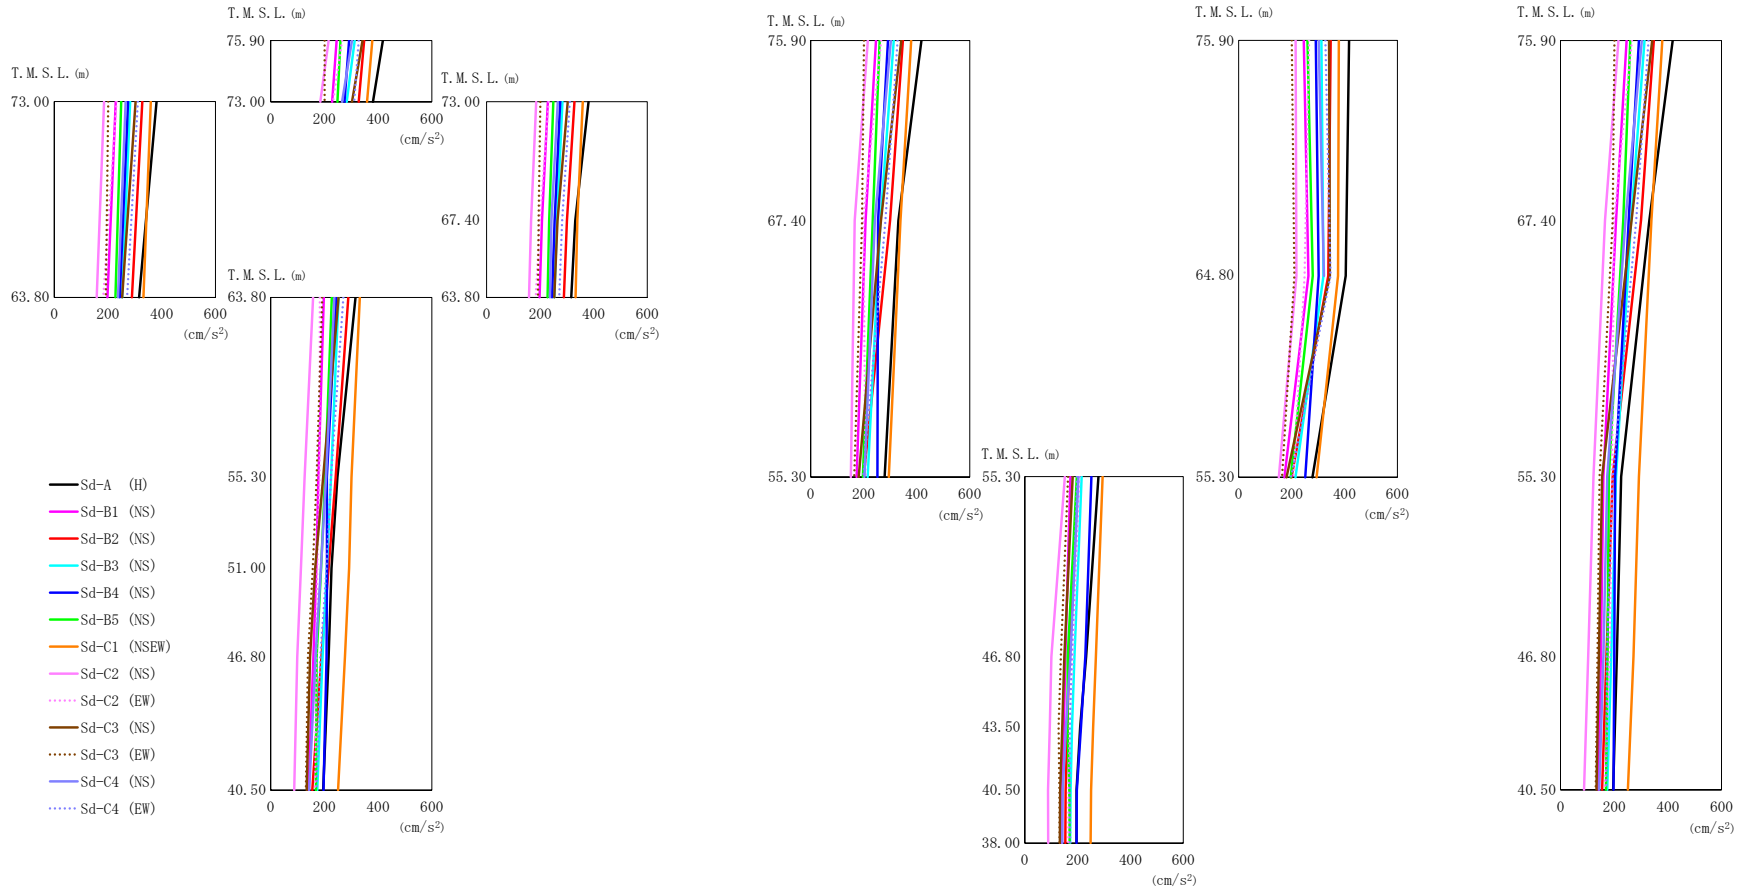 T.M.S.L.(m)
75.90
73.00
0 200 400 600
(cm/s²)
T.M.S.L.(m)
73.00
63.80
0 200 400 600
(cm/s²)
T.M.S.L.(m)
73.00
67.40
63.80
0 200 400 600
(cm/s²)
T.M.S.L.(m)
63.80
55.30
51.00
46.80
40.50
0 200 400 600
(cm/s²)
Sd-A (H)
Sd-B1 (NS)
Sd-B2 (NS)
Sd-B3 (NS)
Sd-B4 (NS)
Sd-B5 (NS)
Sd-C1 (NSEW)
Sd-C2 (NS)
Sd-C2 (EW)
Sd-C3 (NS)
Sd-C3 (EW)
Sd-C4 (NS)
Sd-C4 (EW)
T.M.S.L.(m)
75.90
67.40
55.30
0 200 400 600
(cm/s²)
T.M.S.L.(m)
55.30
46.80
43.50
40.50
38.00
0 200 400 600
(cm/s²)
T.M.S.L.(m)
75.90
64.80
55.30
0 200 400 600
(cm/s²)
T.M.S.L.(m)
75.90
67.40
55.30
46.80
40.50
0 200 400 600
(cm/s²)